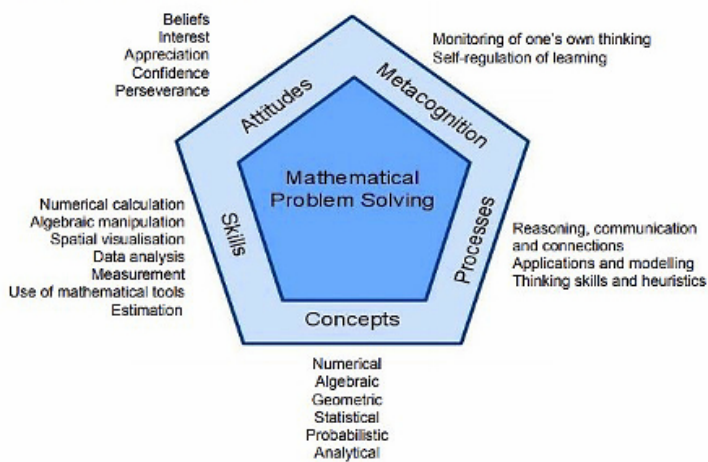 Beliefs
Interest
Appreciation
Confidence
Perseverance
Monitoring of one's own thinking
Self-regulation of learning
Attitudes
Metacognition
Mathematical
Problem Solving
Numerical calculation
Algebraic manipulation
Spatial visualisation
Data analysis
Measurement
Use of mathematical tools
Estimation
Skills
Processes
Reasoning, communication
and connections
Applications and modelling
Thinking skills and heuristics
Concepts
Numerical
Algebraic
Geometric
Statistical
Probabilistic
Analytical